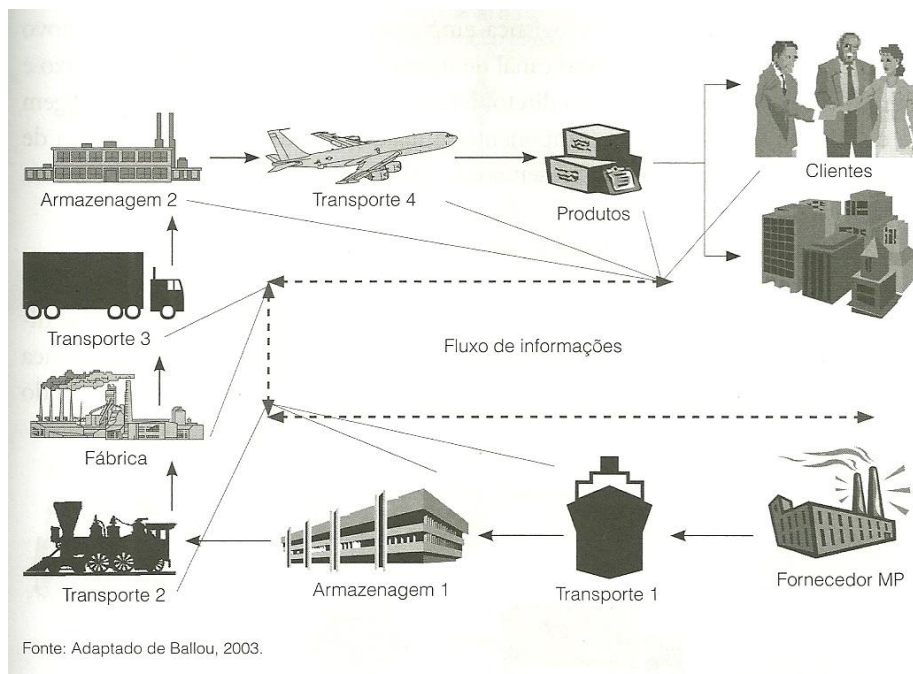 Armazenagem 2
Transporte 4
Produtos
Clientes
Transporte 3
Fluxo de informações
Fábrica
Transporte 2
Armazenagem 1
Transporte 1
Fornecedor MP
Fonte: Adaptado de Ballou, 2003.